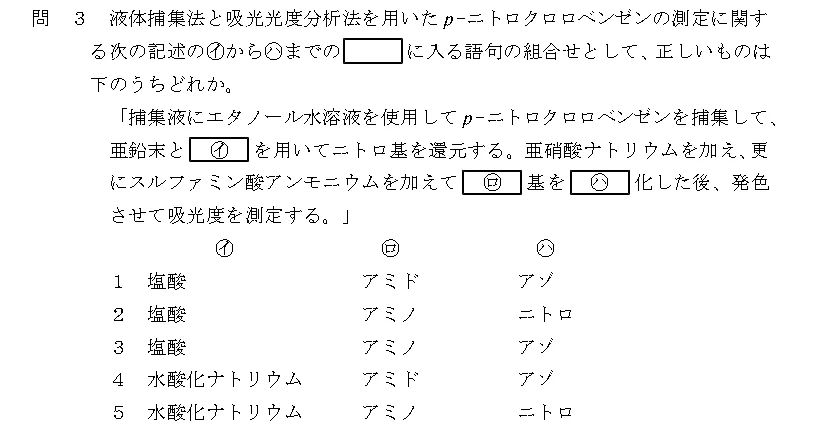 問 3 液体捕集法と吸光光度分析法を用いたp-ニトロクロロベンゼンの測定に関す
る次の記述の㋑から㋩までの□に入る語句の組合せとして、正しいものは
下のうちどれか。
「捕集液にエタノール水溶液を使用してp-ニトロクロロベンゼンを捕集して、
亜鉛末と ㋑ を用いてニトロ基を還元する。亜硝酸ナトリウムを加え、更
にスルファミン酸アンモニウムを加えて ㋺ 基を ㋩ 化した後、発色
させて吸光度を測定する。」
㋑ ㋺ ㋩
1 塩酸 アミド アゾ
2 塩酸 アミノ ニトロ
3 塩酸 アミノ アゾ
4 水酸化ナトリウム アミド アゾ
5 水酸化ナトリウム アミノ ニトロ